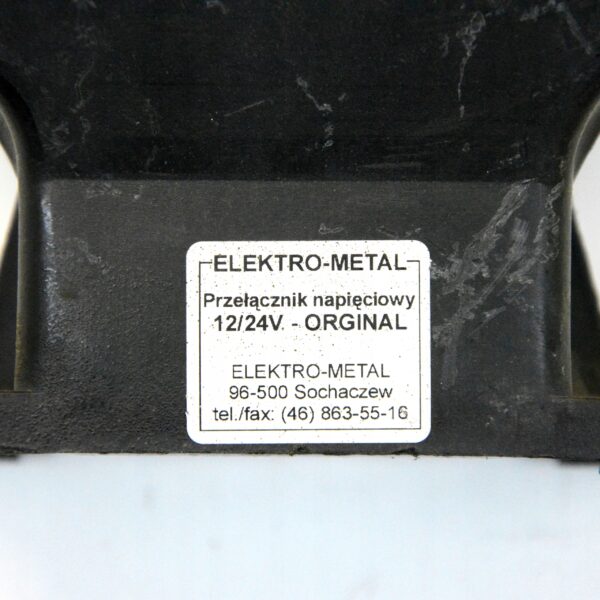 ELEKTRO-METAL
Przełącznik napięciowy
12/24V. - ORGINAL
ELEKTRO-METAL
96-500 Sochaczew
tel./fax: (46) 863-55-16